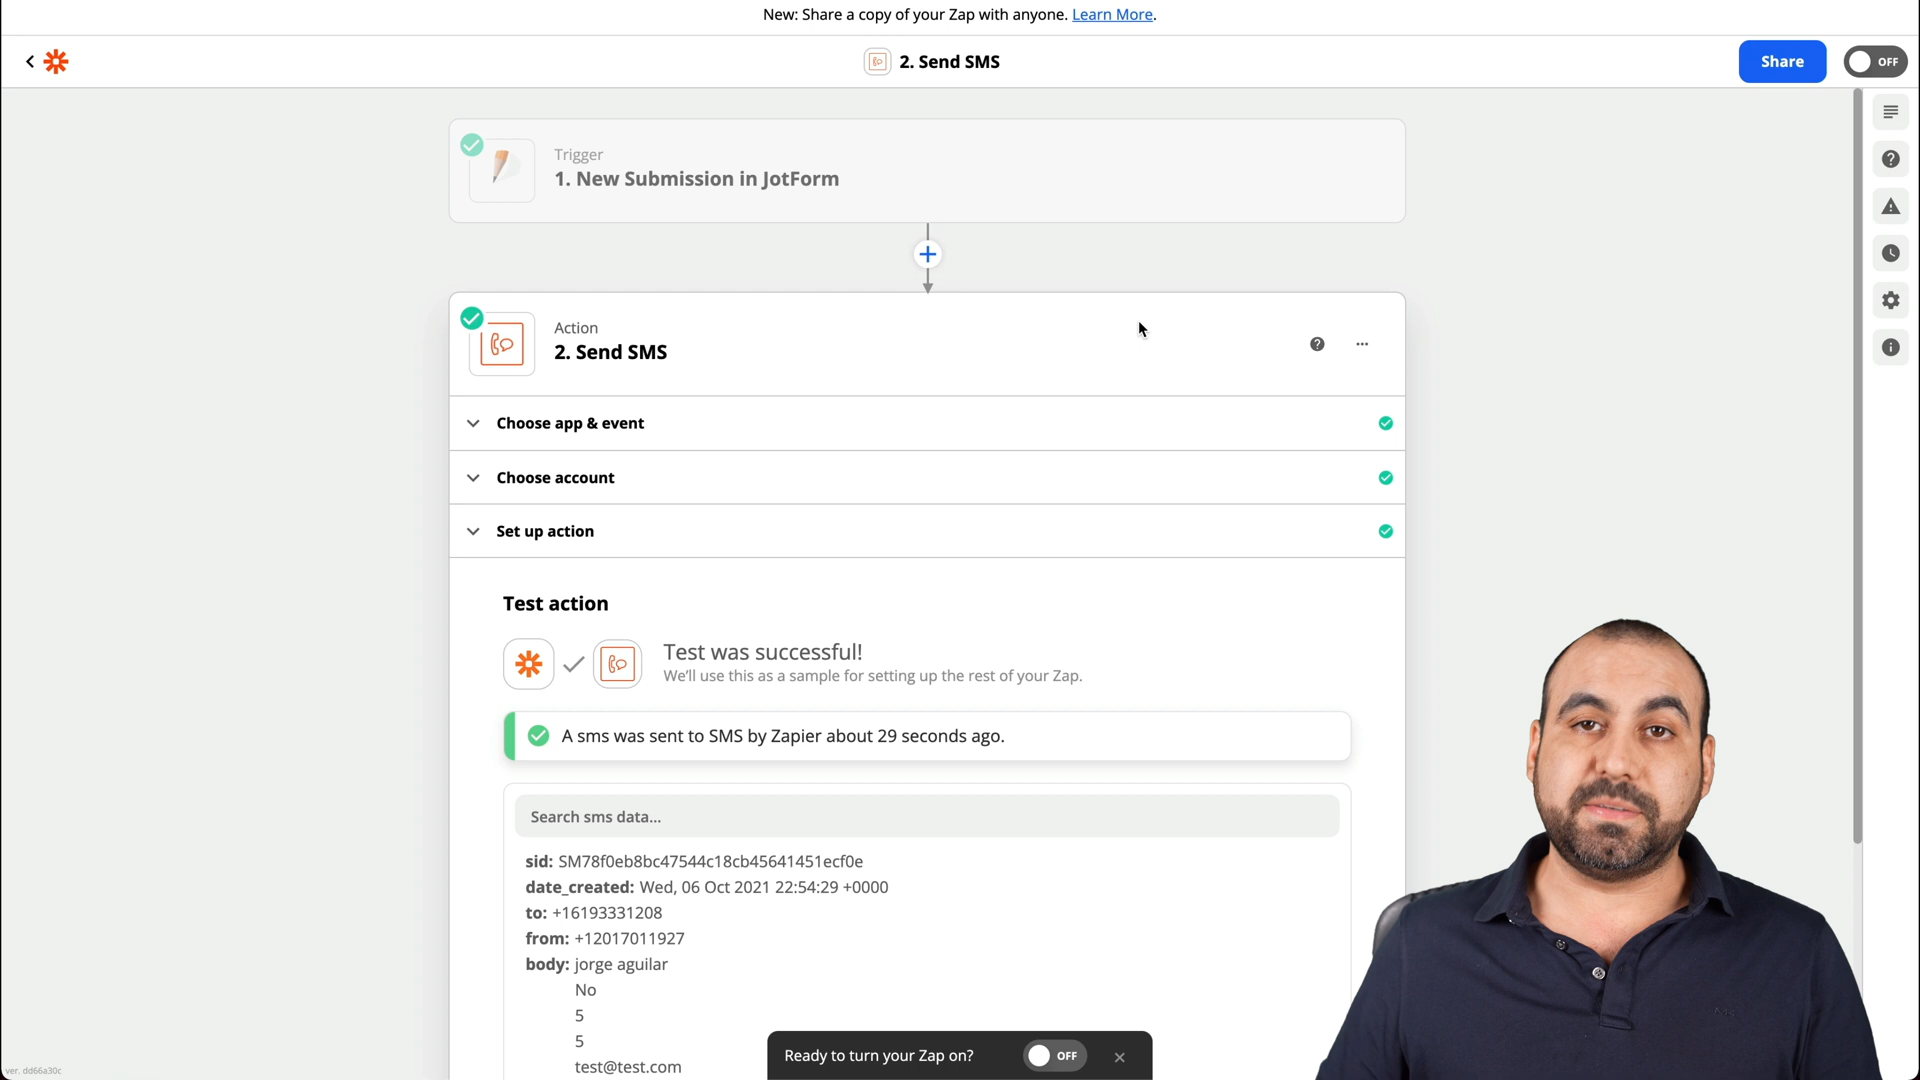 New: Share a copy of your Zap with anyone. Learn More.
2. Send SMS
Share
OFF
Trigger
1. New Submission in JotForm
Action
2. Send SMS
Choose app & event
Choose account
Set up action
Test action
Test was successful!
We'll use this as a sample for setting up the rest of your Zap.
A sms was sent to SMS by Zapier about 29 seconds ago.
Search sms data...
sid: SM78f0eb8bc47544c18cb45641451ecf0e
date_created: Wed, 06 Oct 2021 22:54:29 +0000
to: +16193331208
from: +12017011927
body: jorge aguilar
No
5
5
test@test.com
Ready to turn your Zap on?
OFF
ver. dd66a30c